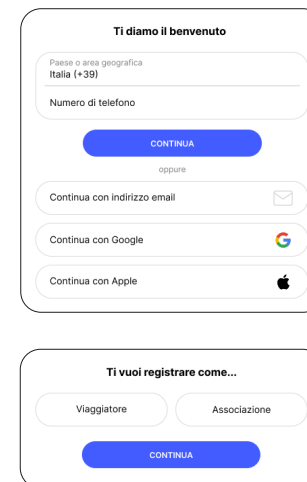 Ti diamo il benvenuto
Paese o area geografica
Italia (+39)
Numero di telefono
CONTINUA
oppure
Continua con indirizzo email
Continua con Google
Continua con Apple
Ti vuoi registrare come...
Viaggiatore
Associazione
CONTINUA